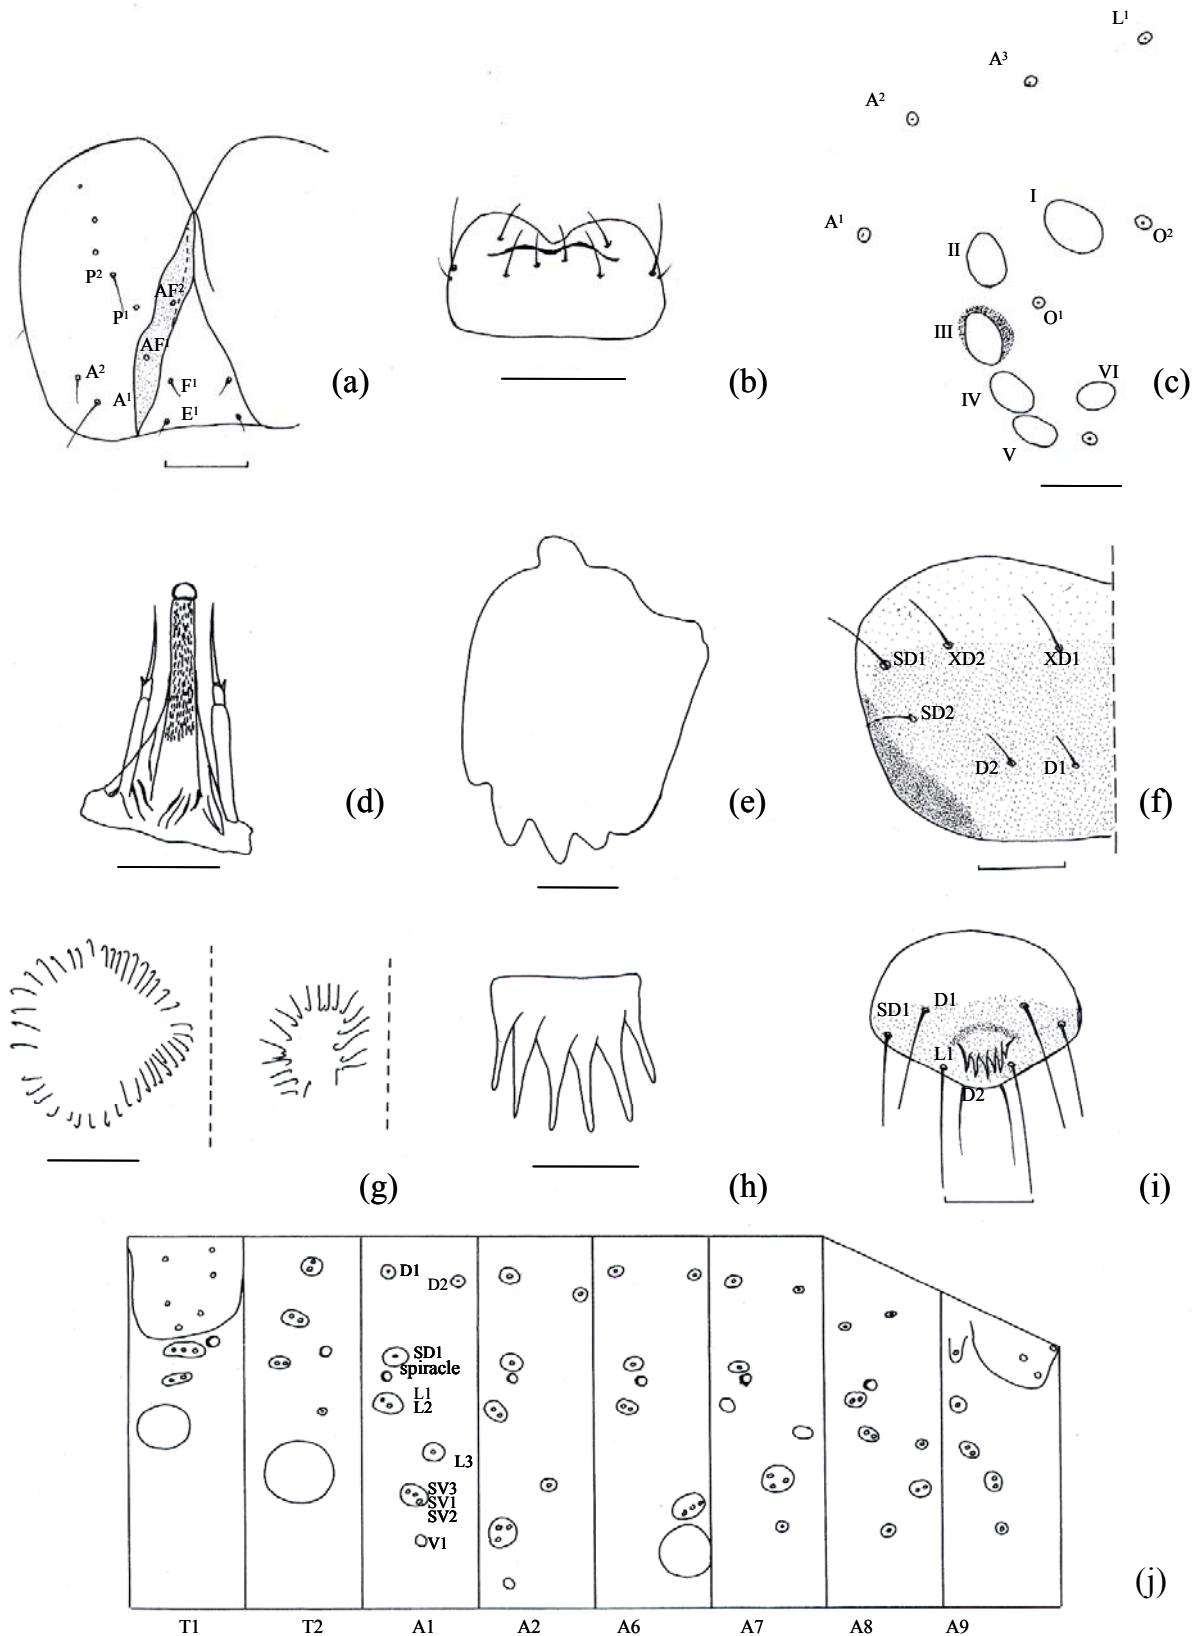 P²
P¹
AF²
AF¹
A²
A¹
F¹
E¹
(a)
(b)
L¹
A³
A²
A¹
I
O²
II
O¹
III
IV
VI
V
(c)
(d)
(e)
SD1
XD2
XD1
SD2
D2
D1
(f)
(g)
(h)
SD1
D1
L1
D2
(i)
D1
D2
SD1
spiracle
L1
L2
L3
SV3
SV1
SV2
V1
(j)
T1 T2 A1 A2 A6 A7 A8 A9